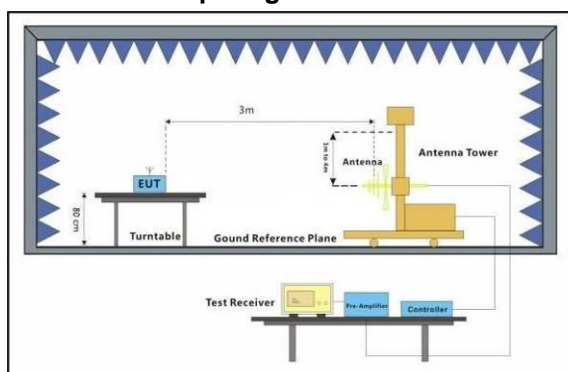 3m
Antenna
1m to 4m
Antenna Tower
EUT
80 cm
Turntable
Gound Reference Plane
Test Receiver
Pre-Amplifier
Controller